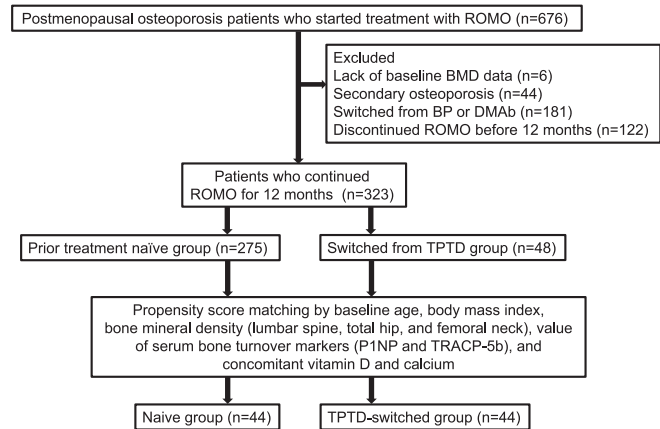 Postmenopausal osteoporosis patients who started treatment with ROMO (n=676)
Excluded
Lack of baseline BMD data (n=6)
Secondary osteoporosis (n=44)
Switched from BP or DMAb (n=181)
Discontinued ROMO before 12 months (n=122)
Patients who continued
ROMO for 12 months (n=323)
Prior treatment naïve group (n=275)
Switched from TPTD group (n=48)
Propensity score matching by baseline age, body mass index,
bone mineral density (lumbar spine, total hip, and femoral neck), value
of serum bone turnover markers (P1NP and TRACP-5b), and
concomitant vitamin D and calcium
Naive group (n=44)
TPTD-switched group (n=44)